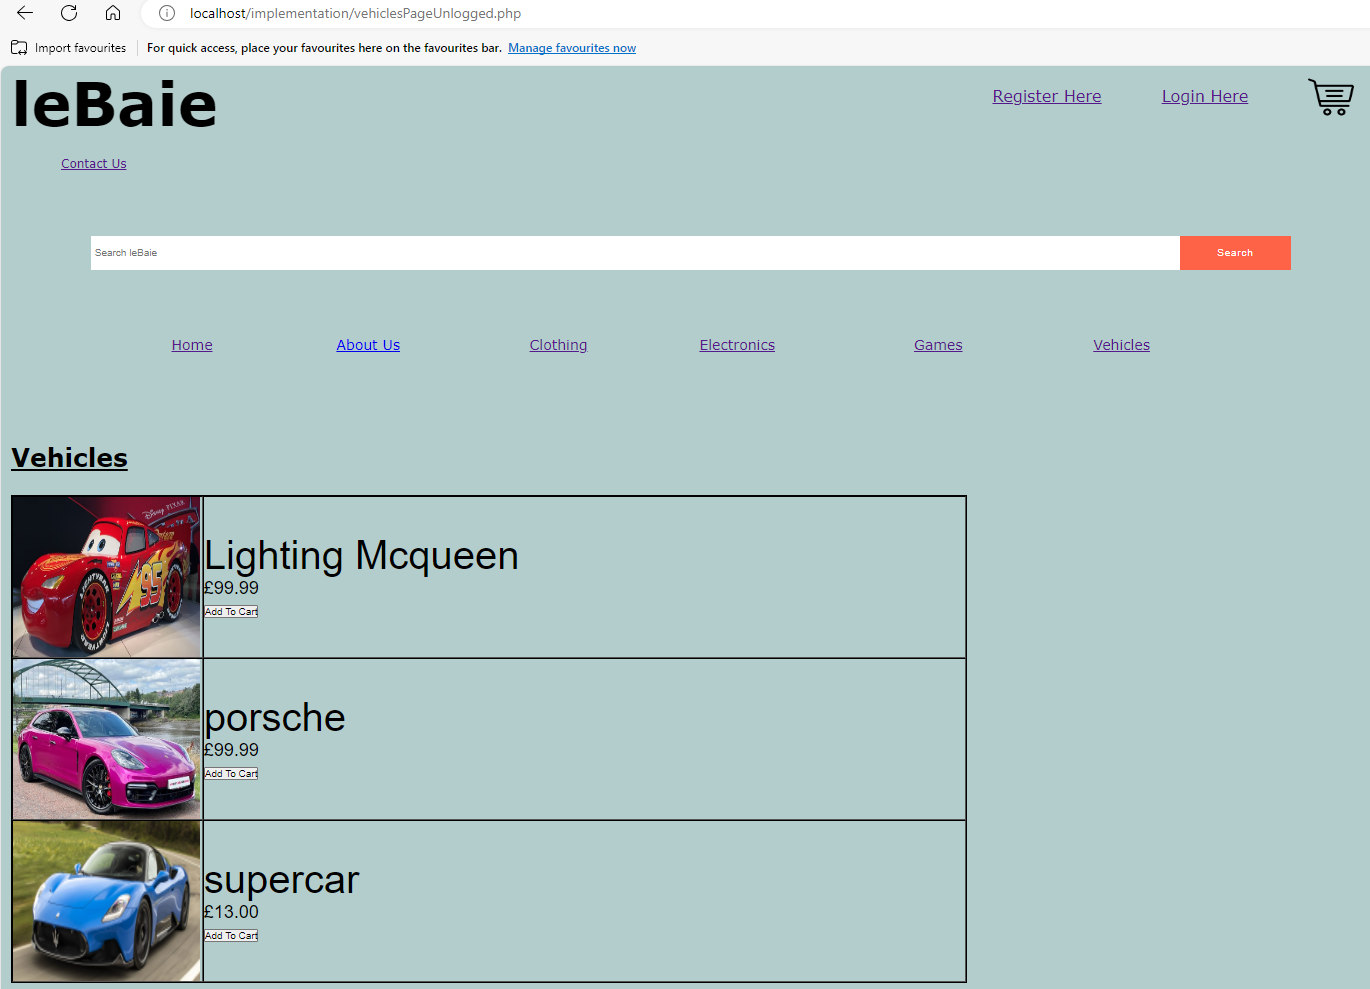 localhost/implementation/vehiclesPageUnlogged.php
Import favourites For quick access, place your favourites here on the favourites bar. Manage favourites now
leBaie Register Here Login Here
Contact Us
Search leBaie Search
Home About Us Clothing Electronics Games Vehicles
Vehicles
Disney PIXAR
95
Lighting Mcqueen
£99.99
Add To Cart
porsche
£99.99
Add To Cart
supercar
£13.00
Add To Cart